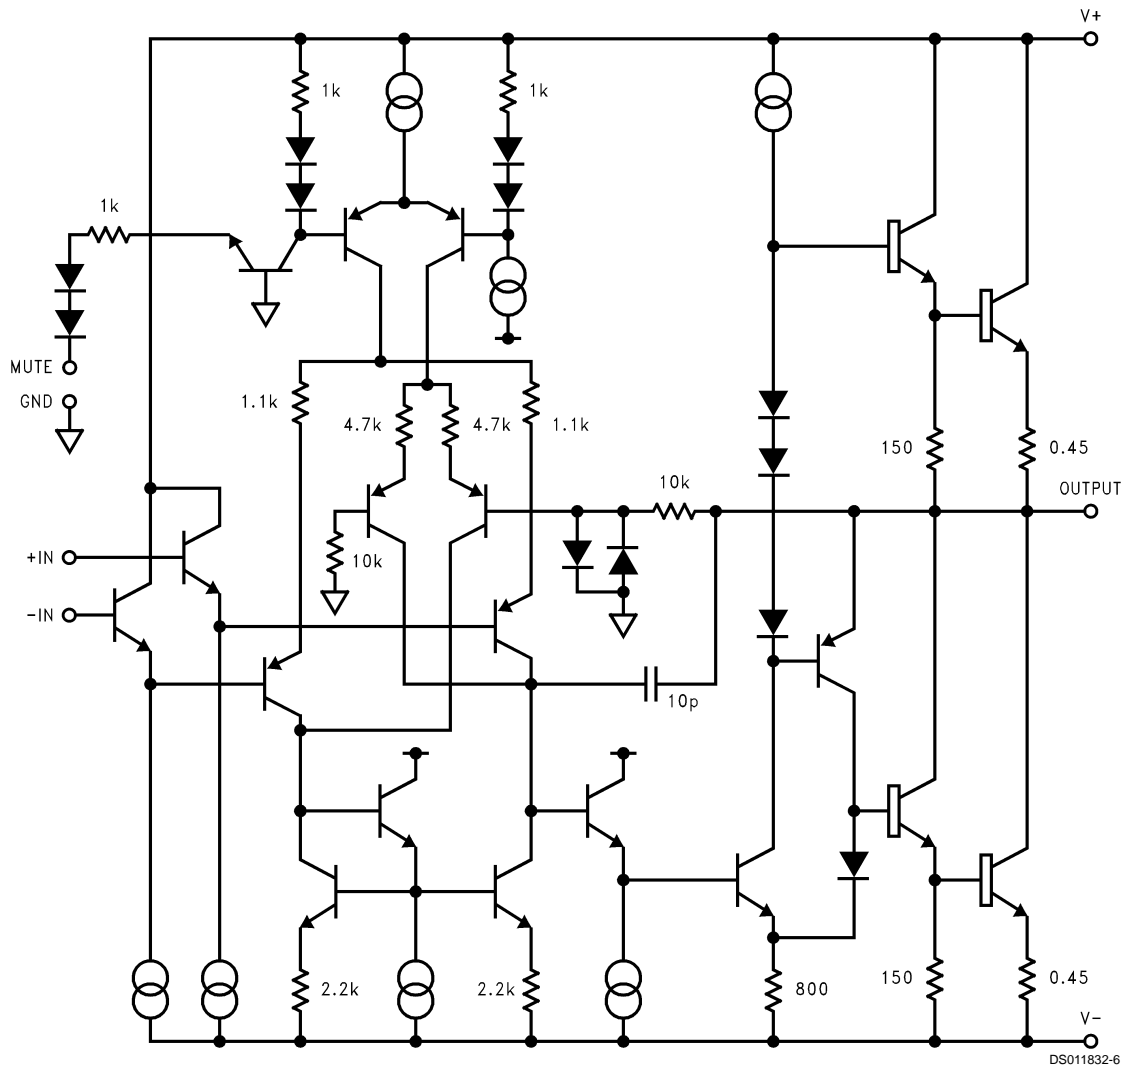 V+
1k
1k
1k
MUTE
GND
1.1k
4.7k
4.7k
1.1k
150
0.45
10k
OUTPUT
+IN
10k
-IN
10p
2.2k
2.2k
800
150
0.45
V-
DS011832-6